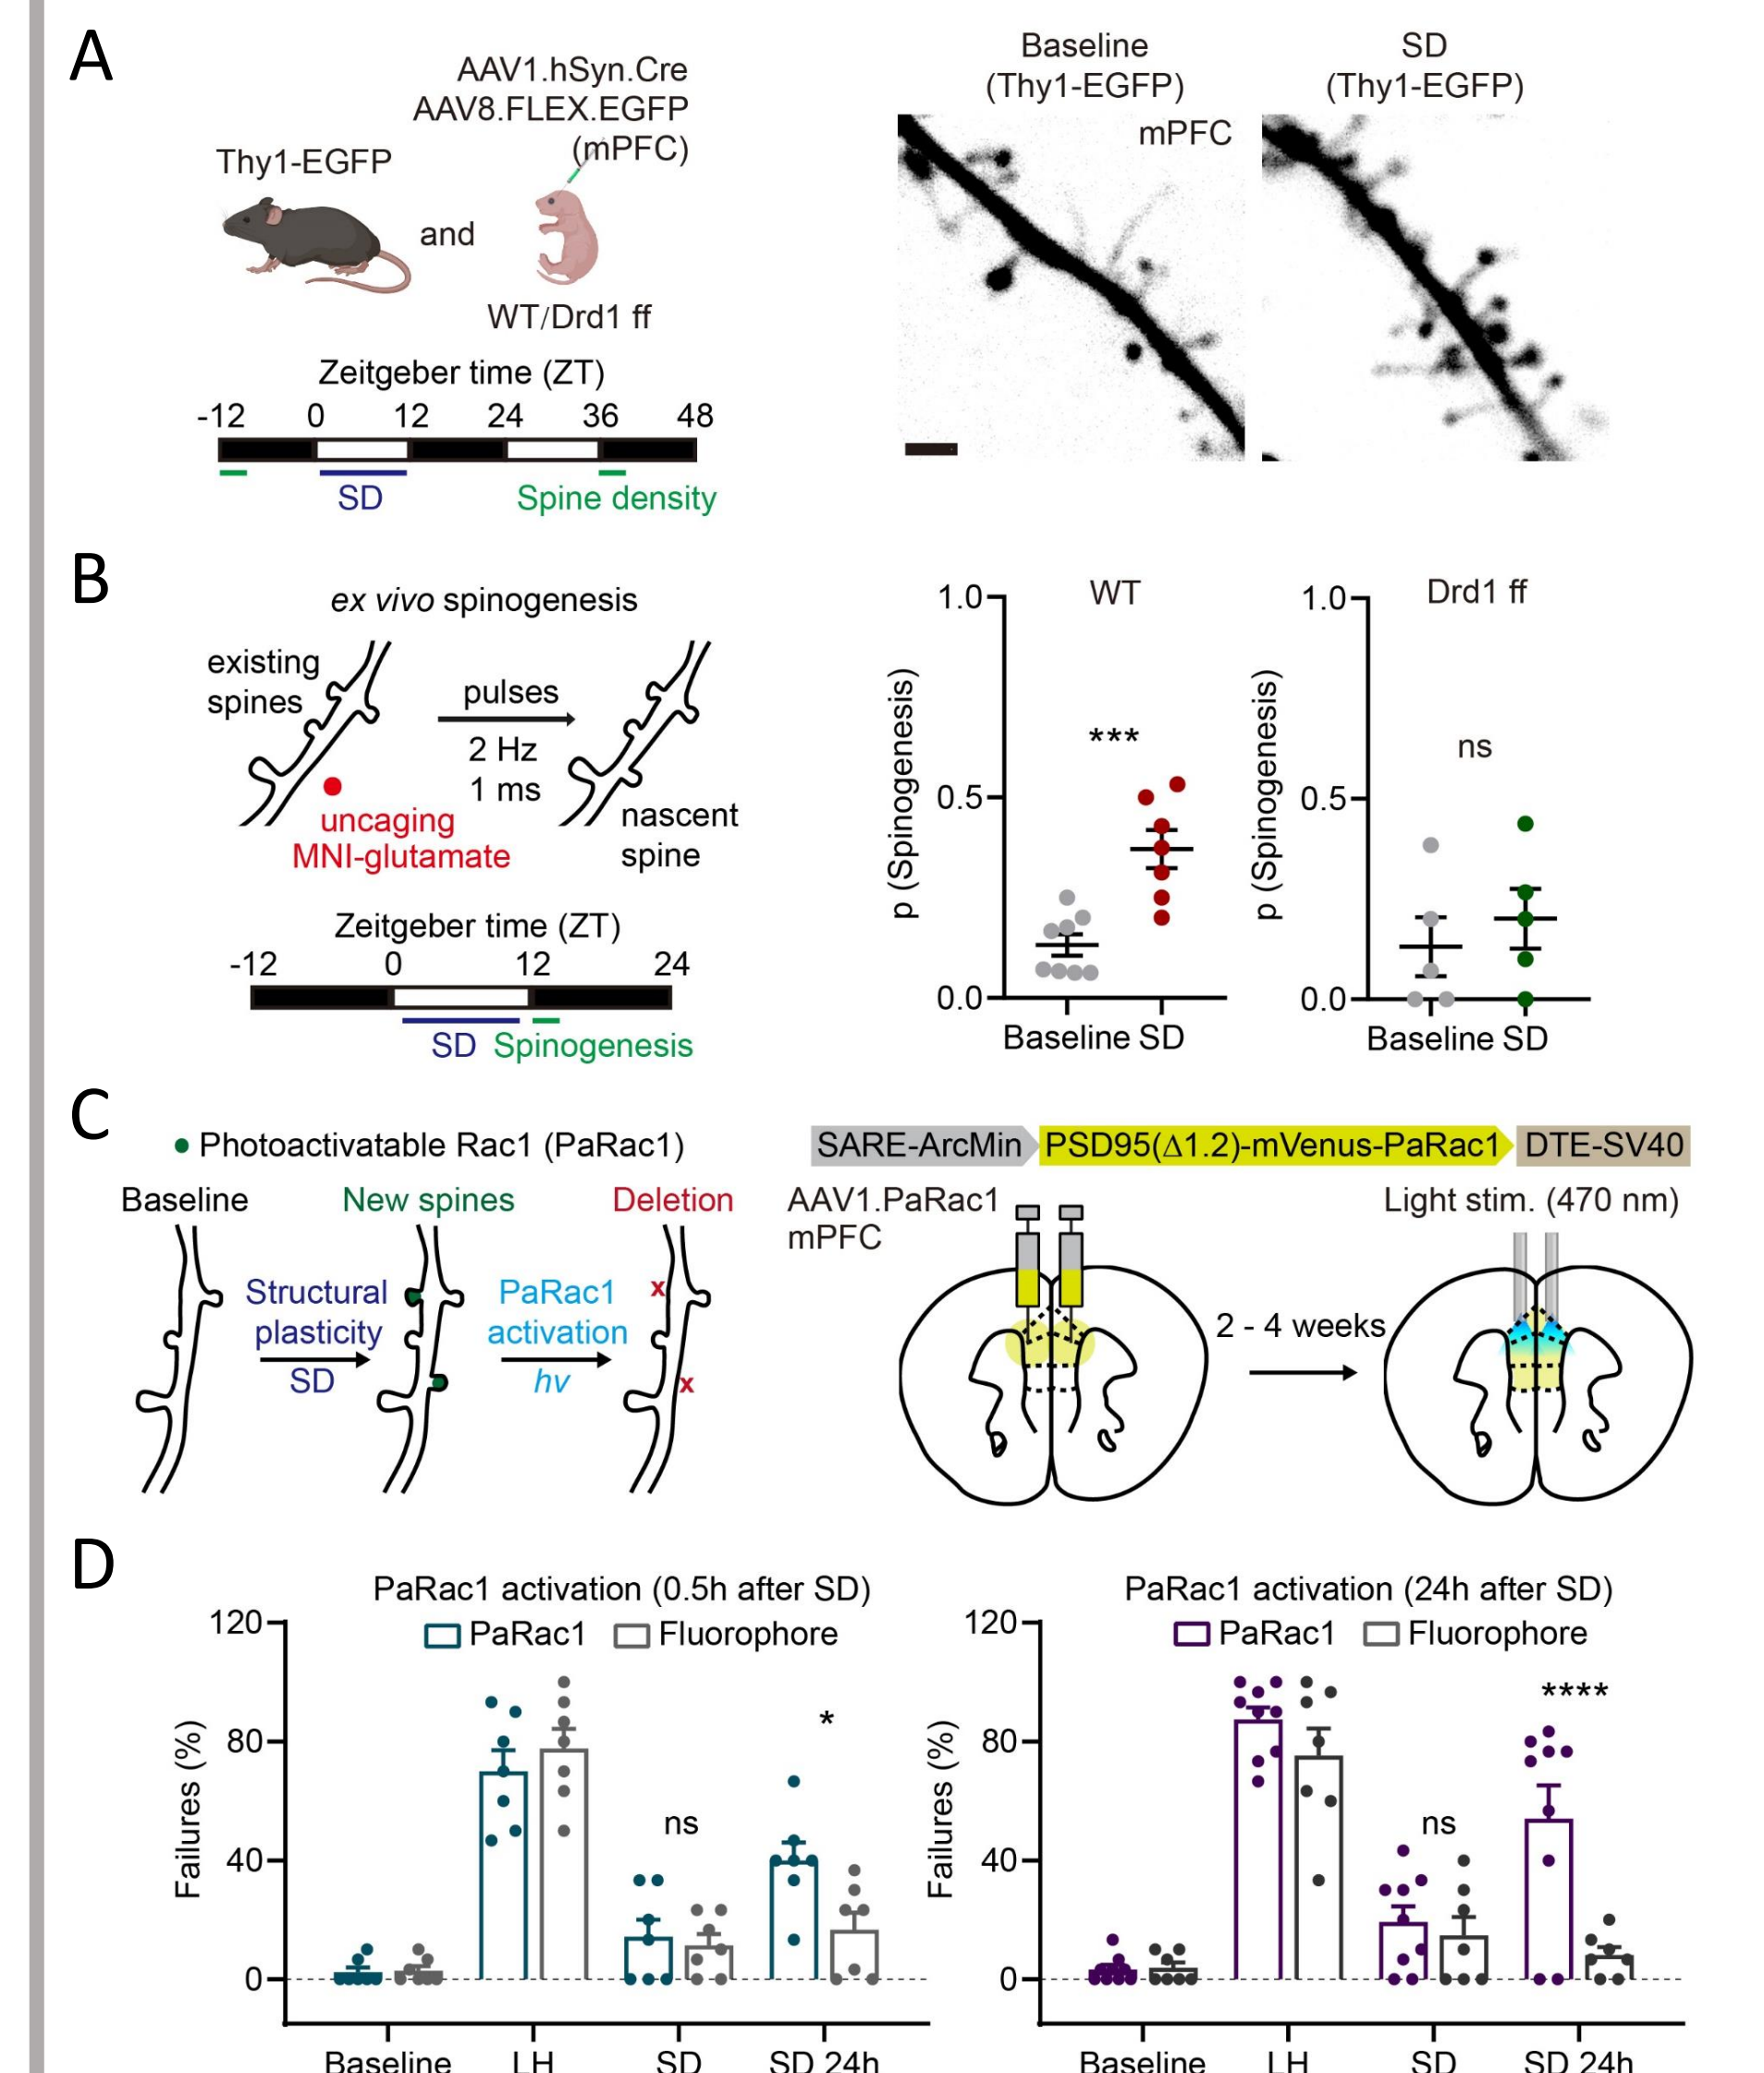 A
AAV1.hSyn.Cre
AAV8.FLEX.EGFP
(mPFC)
Thy1-EGFP
and
WT/Drd1 ff
Zeitgeber time (ZT)
-12 0 12 24 36 48
SD
Spine density
Baseline
(Thy1-EGFP)
SD
(Thy1-EGFP)
mPFC
B
ex vivo spinogenesis
existing
spines
pulses
2 Hz
1 ms
uncaging
MNI-glutamate
nascent
spine
Zeitgeber time (ZT)
-12 0 12 24
SD Spinogenesis
WT
p (Spinogenesis)
1.0
0.5
0.0
***
Baseline SD
Drd1 ff
p (Spinogenesis)
1.0
0.5
0.0
ns
Baseline SD
C
Photoactivatable Rac1 (PaRac1)
Baseline
New spines
Deletion
Structural
plasticity
SD
PaRac1
activation
hv
x
x
SARE-ArcMin PSD95(Δ1.2)-mVenus-PaRac1 DTE-SV40
AAV1.PaRac1
mPFC
Light stim. (470 nm)
2 - 4 weeks
D
PaRac1 activation (0.5h after SD)
PaRac1 Fluorophore
Failures (%)
120
80
40
0
ns
*
Baseline LH SD SD 24h
PaRac1 activation (24h after SD)
PaRac1 Fluorophore
Failures (%)
120
80
40
0
ns
****
Baseline LH SD SD 24h